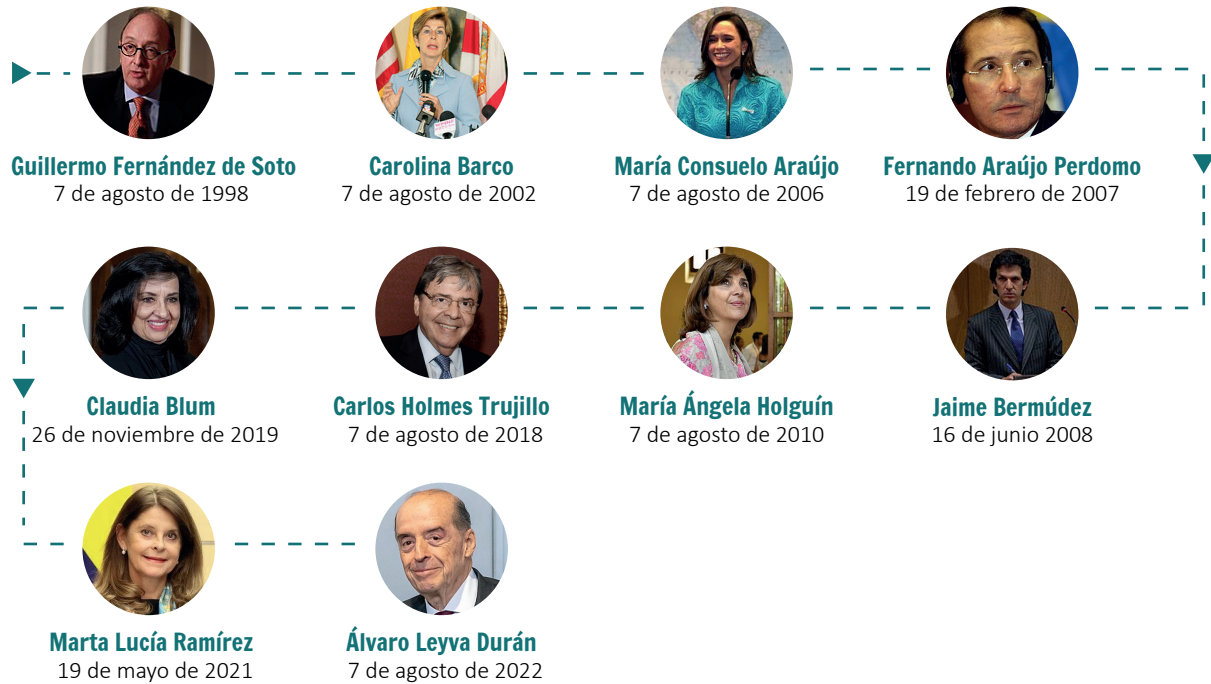 Guillermo Fernández de Soto
7 de agosto de 1998
Carolina Barco
7 de agosto de 2002
María Consuelo Araújo
7 de agosto de 2006
Fernando Araújo Perdomo
19 de febrero de 2007
Jaime Bermúdez
16 de junio 2008
María Ángela Holguín
7 de agosto de 2010
Carlos Holmes Trujillo
7 de agosto de 2018
Claudia Blum
26 de noviembre de 2019
Marta Lucía Ramírez
19 de mayo de 2021
Álvaro Leyva Durán
7 de agosto de 2022